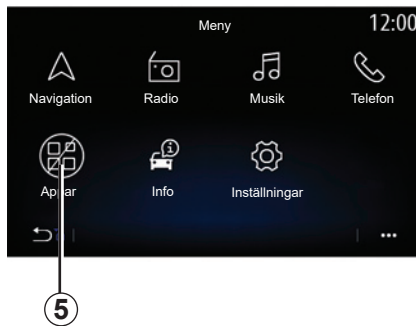 Meny 12:00
Navigation Radio Musik Telefon
Appar Info Inställningar
5